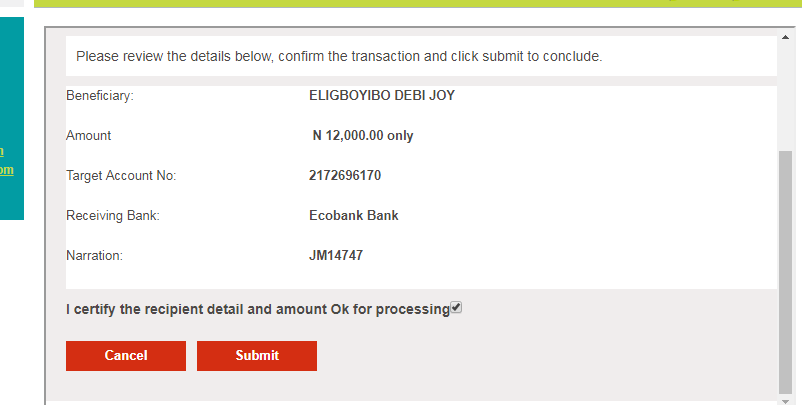 Please review the details below, confirm the transaction and click submit to conclude.
Beneficiary: ELIGBOYIBO DEBI JOY
Amount N 12,000.00 only
Target Account No: 2172696170
Receiving Bank: Ecobank Bank
Narration: JM14747
I certify the recipient detail and amount Ok for processing
Cancel Submit